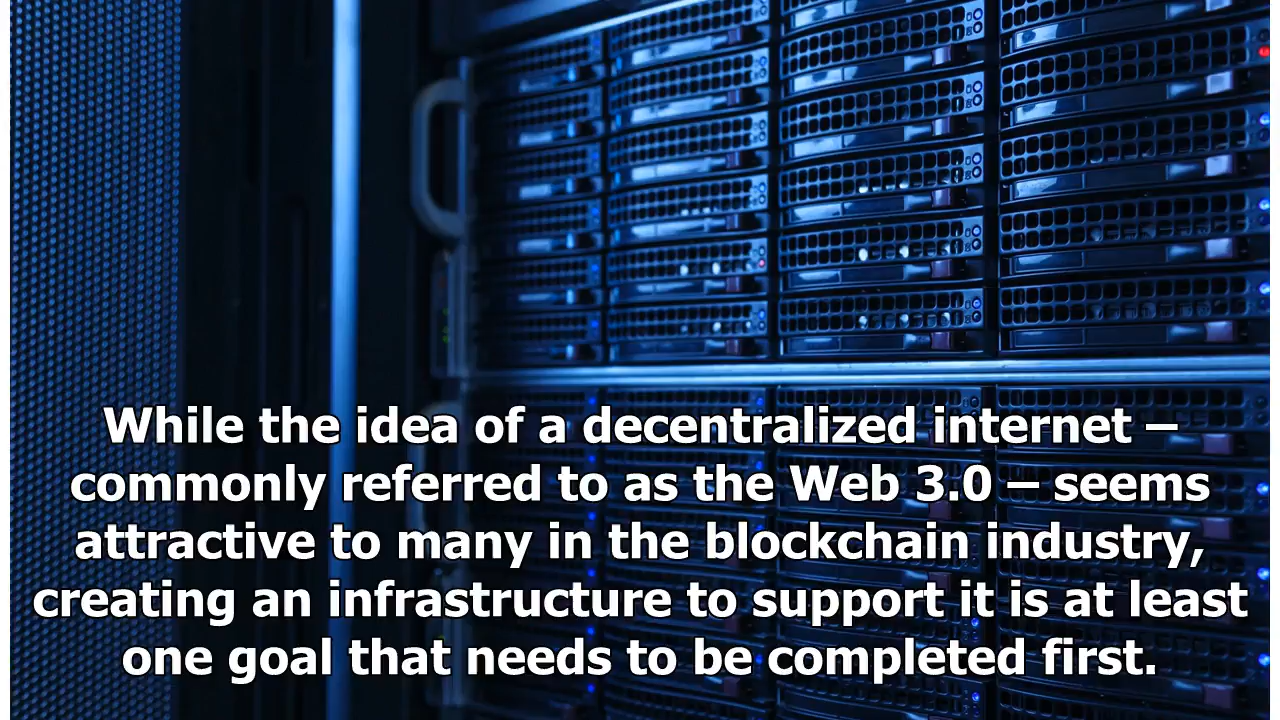 While the idea of a decentralized internet –
commonly referred to as the Web 3.0 – seems
attractive to many in the blockchain industry,
creating an infrastructure to support it is at least
one goal that needs to be completed first.